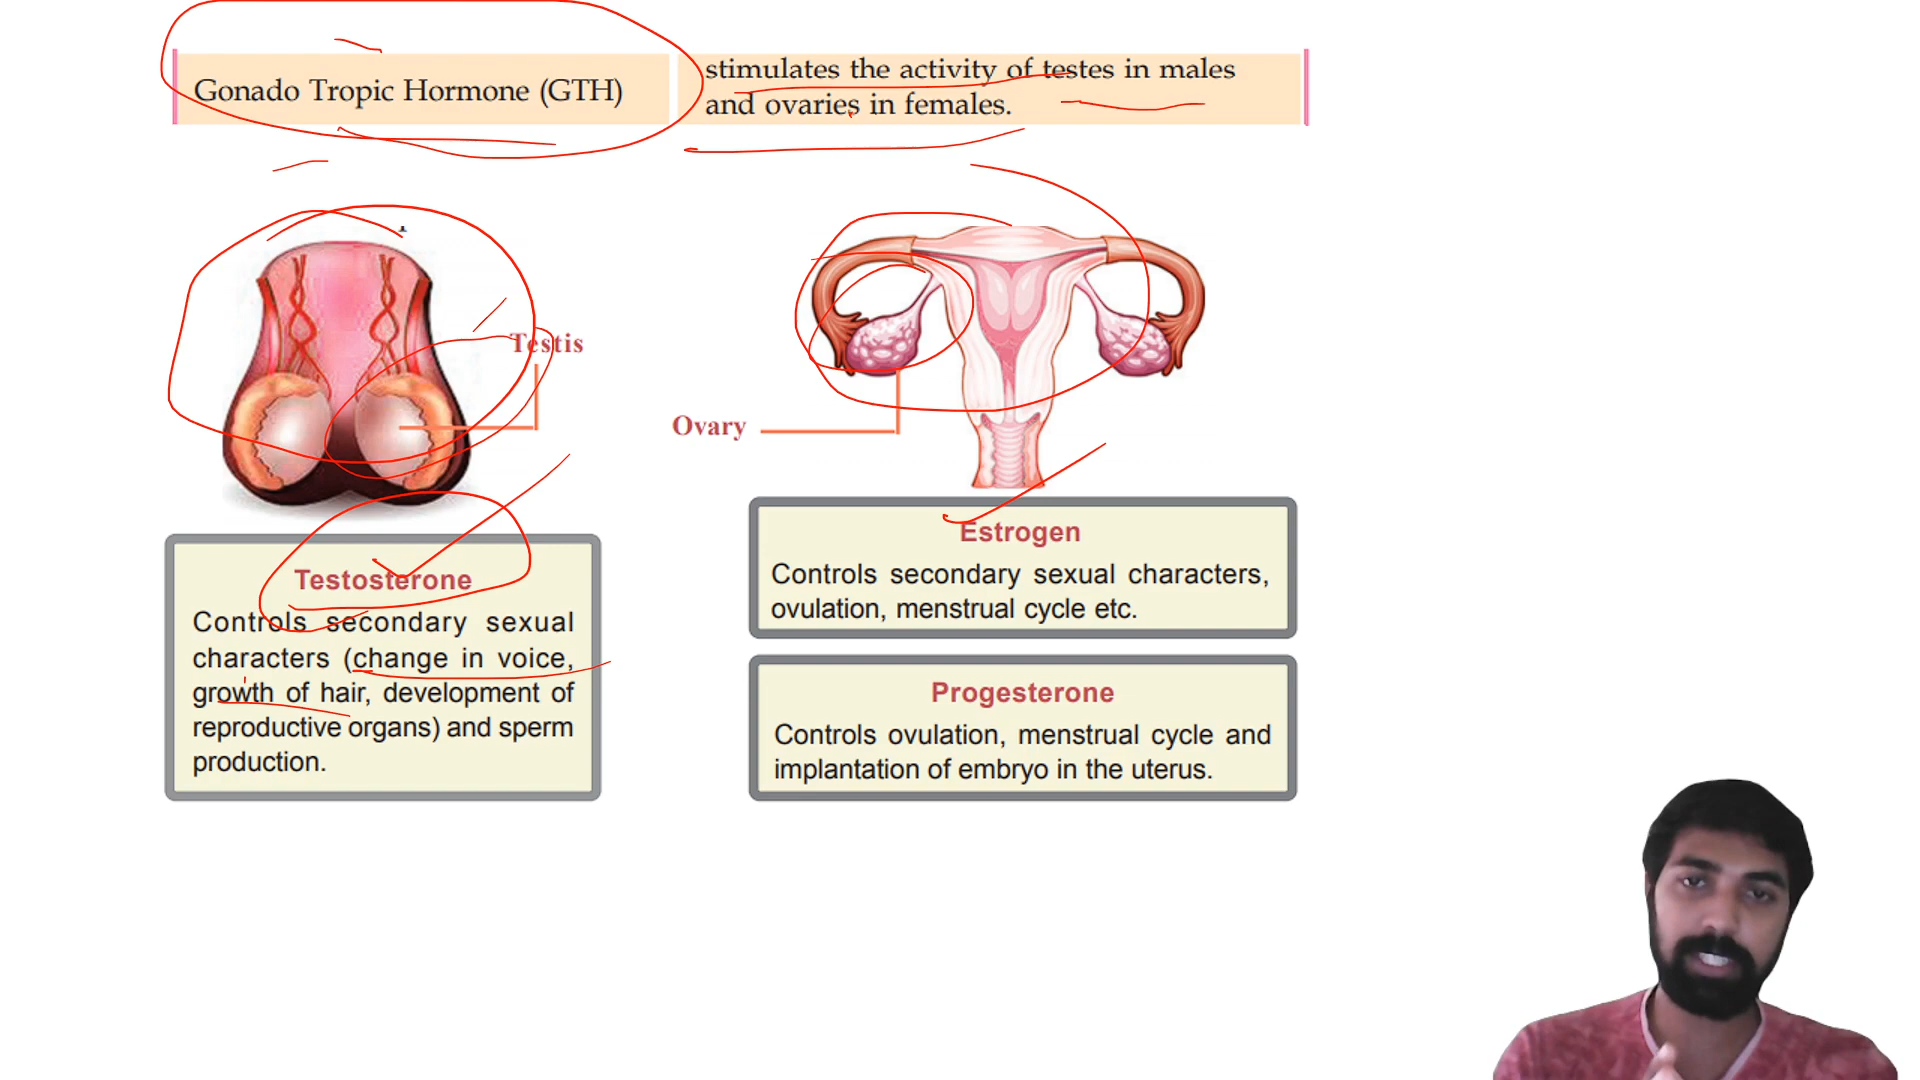 Gonado Tropic Hormone (GTH)
stimulates the activity of testes in males
and ovaries in females.
Testis
Ovary
Testosterone
Controls secondary sexual
characters (change in voice,
growth of hair, development of
reproductive organs) and sperm
production.
Estrogen
Controls secondary sexual characters,
ovulation, menstrual cycle etc.
Progesterone
Controls ovulation, menstrual cycle and
implantation of embryo in the uterus.